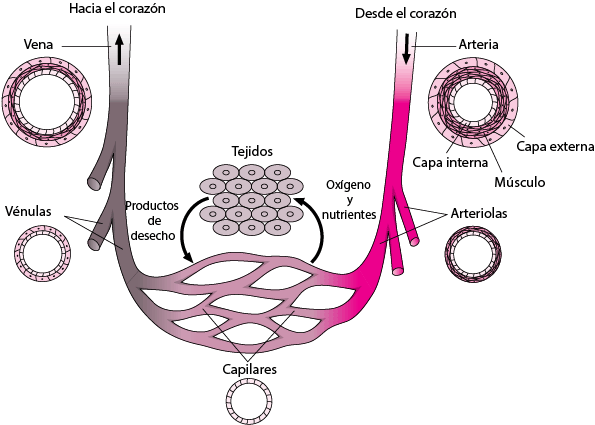 Hacia el corazón
Desde el corazón
Vena
Arteria
Capa externa
Capa interna
Músculo
Tejidos
Oxígeno
y
nutrientes
Productos
de
desecho
Vénulas
Arteriolas
Capilares